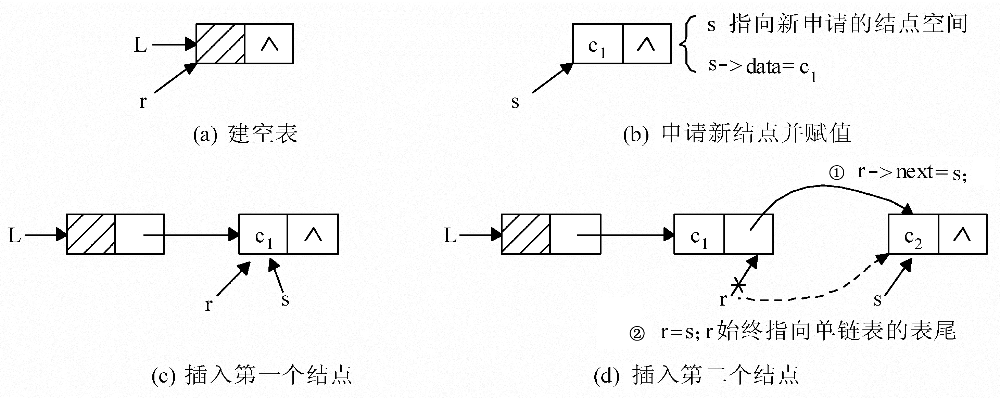 L
∧
r
(a) 建空表
c1
∧
s 指向新申请的结点空间
s->data=c1
s
(b) 申请新结点并赋值
L
c1
∧
r
s
(c) 插入第一个结点
① r->next=s;
L
c1
c2
∧
r
s
② r=s; r始终指向单链表的表尾
(d) 插入第二个结点